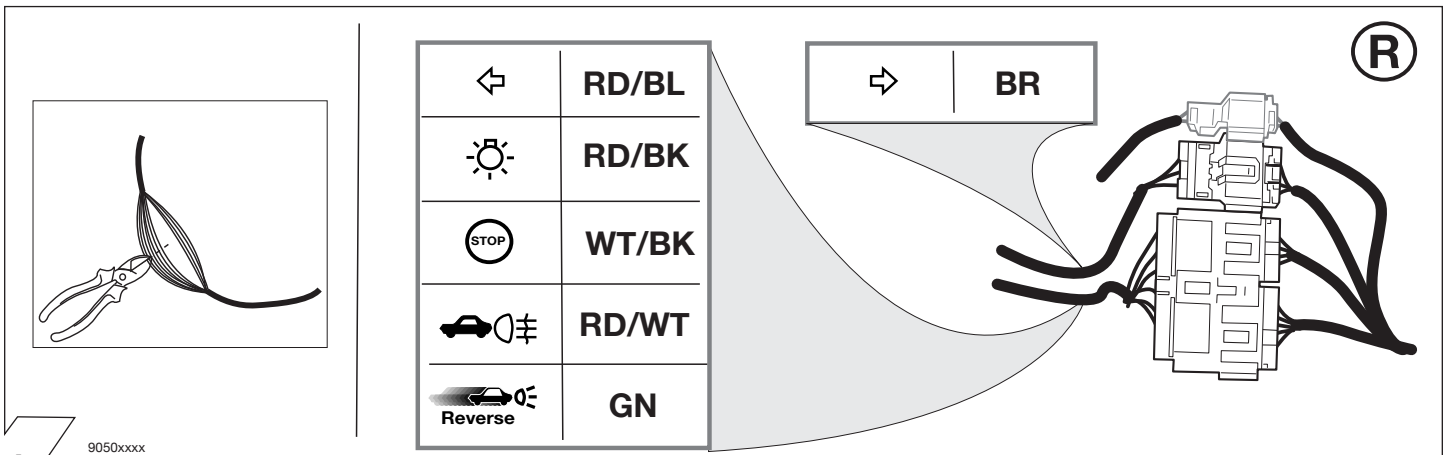 R
RD/BL
BR
RD/BK
STOP
WT/BK
RD/WT
Reverse
GN
9050xxxx